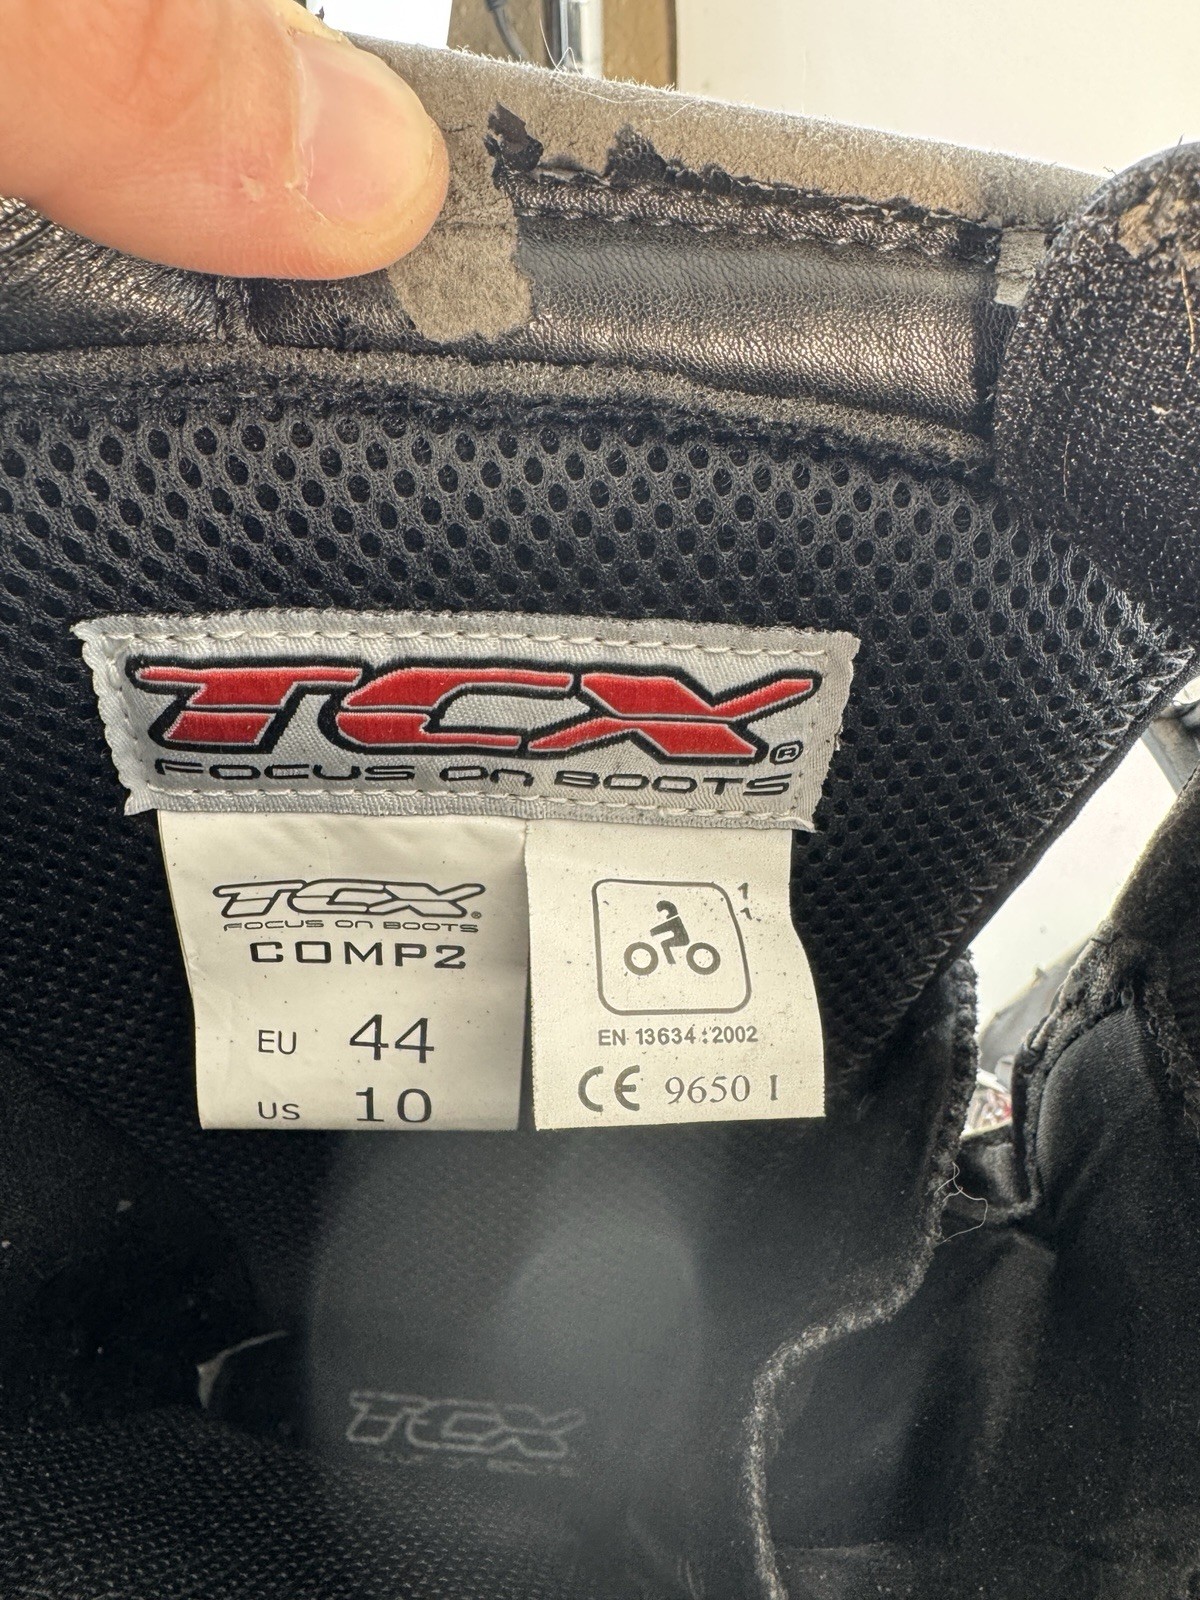 TCX®
FOCUS on BOOTS
TCX®
FOCUS on BOOTS
COMP2
EU 44
US 10
1
1
EN 13634:2002
CE 9650 I
TCX